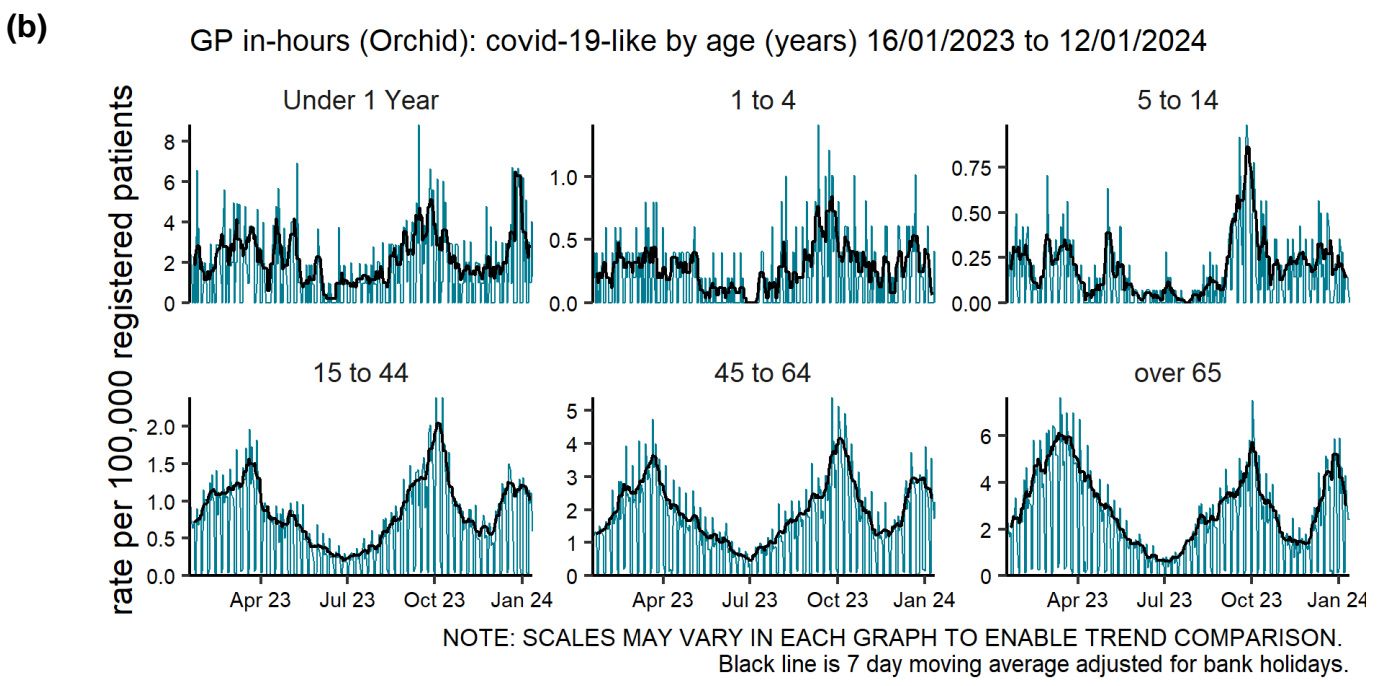 (b)
GP in-hours (Orchid): covid-19-like by age (years) 16/01/2023 to 12/01/2024
rate per 100,000 registered patients
Under 1 Year
8
6
4
2
0
1 to 4
1.0
0.5
0.0
5 to 14
0.75
0.50
0.25
0.00
15 to 44
2.0
1.5
1.0
0.5
0.0
Apr 23 Jul 23 Oct 23 Jan 24
45 to 64
5
4
3
2
1
0
Apr 23 Jul 23 Oct 23 Jan 24
over 65
6
4
2
0
Apr 23 Jul 23 Oct 23 Jan 24
NOTE: SCALES MAY VARY IN EACH GRAPH TO ENABLE TREND COMPARISON.
Black line is 7 day moving average adjusted for bank holidays.